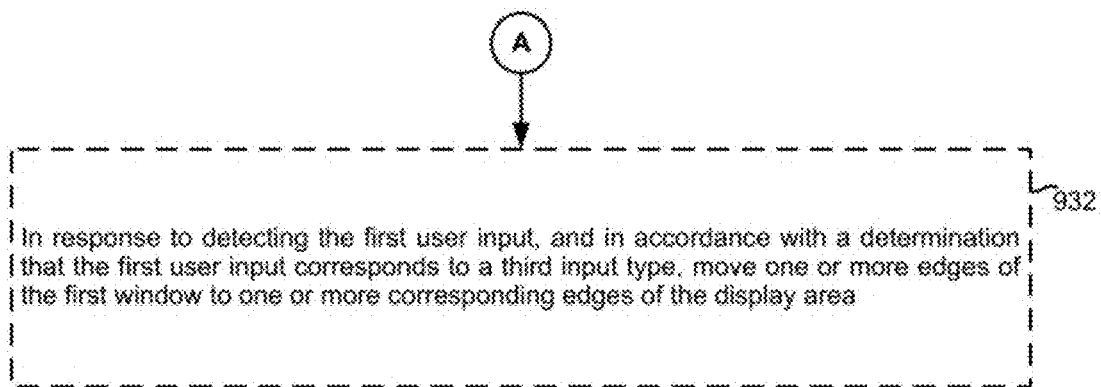 A
932
In response to detecting the first user input, and in accordance with a determination
that the first user input corresponds to a third input type, move one or more edges of
the first window to one or more corresponding edges of the display area